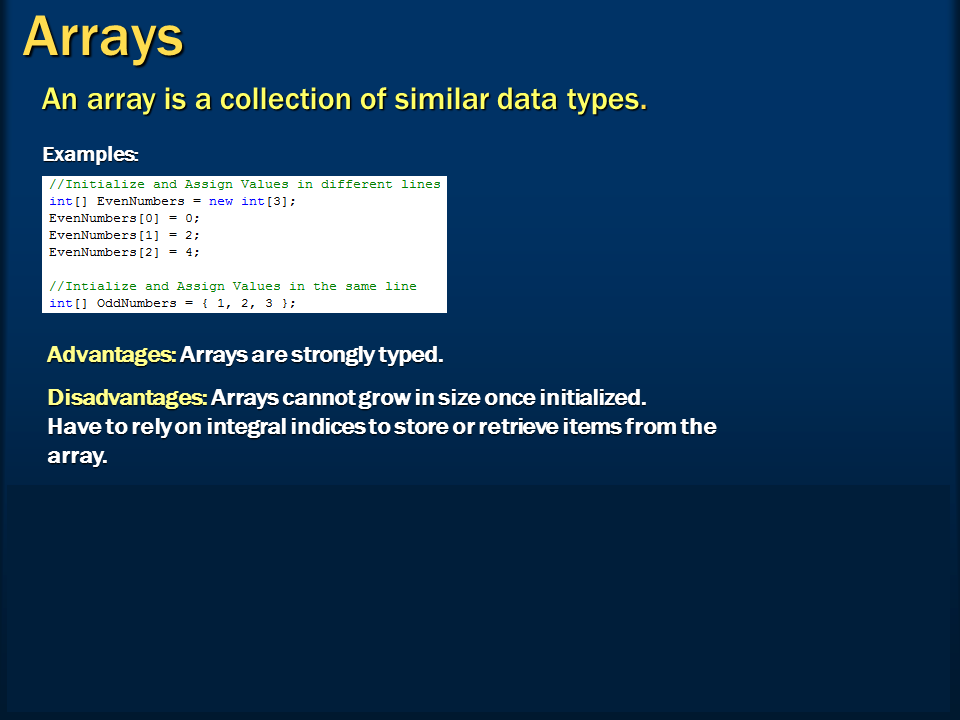 Arrays
An array is a collection of similar data types.
Examples:
//Initialize and Assign Values in different lines
int[] EvenNumbers = new int[3];
EvenNumbers[0] = 0;
EvenNumbers[1] = 2;
EvenNumbers[2] = 4;
//Intialize and Assign Values in the same line
int[] OddNumbers = { 1, 2, 3 };
Advantages: Arrays are strongly typed.
Disadvantages: Arrays cannot grow in size once initialized.
Have to rely on integral indices to store or retrieve items from the
array.